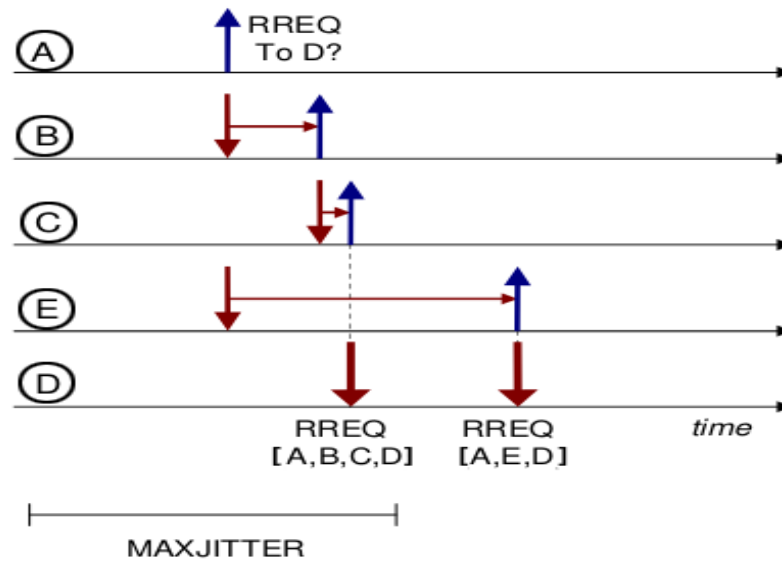 A
RREQ
To D?
B
C
E
D
RREQ
[A,B,C,D]
RREQ
[A,E,D]
time
MAXJITTER